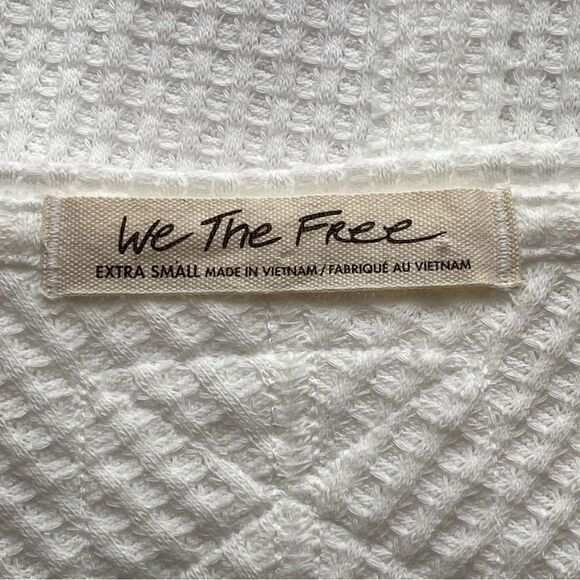 We The Free
EXTRA SMALL MADE IN VIETNAM / FABRIQUÉ AU VIETNAM